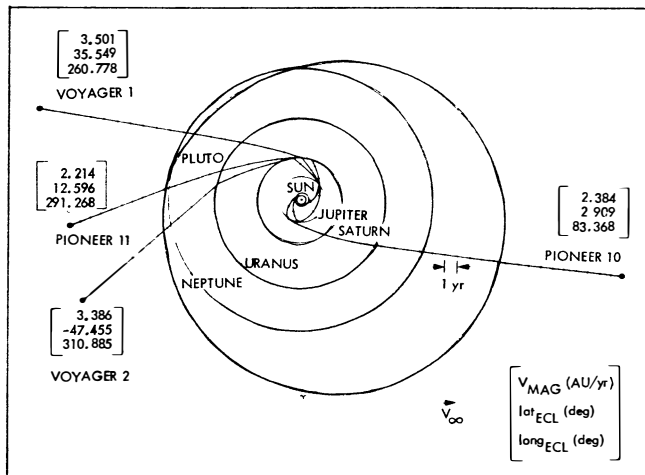 3.501
35.549
260.778
VOYAGER 1
PLUTO
2.214
12.596
291.268
PIONEER 11
SUN
JUPITER
SATURN
2.384
2 909
83.368
PIONEER 10
1 yr
URANUS
NEPTUNE
3.386
-47.455
310.885
VOYAGER 2
V∞
VMAG (AU/yr)
latECL (deg)
longECL (deg)